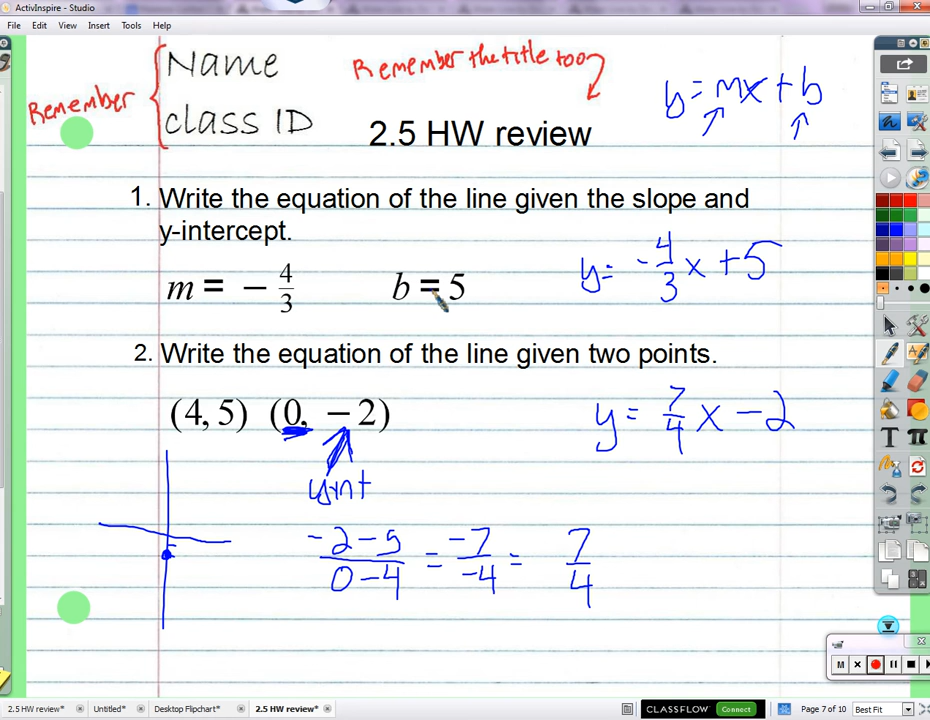 ActivInspire - Studio
File Edit View Insert Tools Help
Name
class ID
Remember
Remember the title too
y = mx + b
2.5 HW review
1. Write the equation of the line given the slope and
y-intercept.
m = - 4/3 b = 5
y = - 4/3 x + 5
2. Write the equation of the line given two points.
(4, 5) (0, - 2)
y = 7/4 x - 2
y int
-2 - 5 / 0 - 4 = -7 / -4 = 7/4
2.5 HW review* Untitled* Desktop Flipchart* 2.5 HW review* CLASSFLOW Connect Page 7 of 10 Best Fit